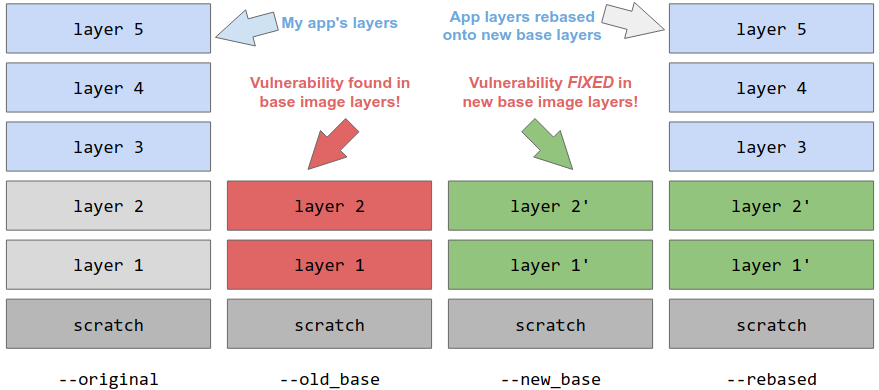 layer 5
My app's layers
App layers rebased
onto new base layers
layer 5
layer 4
Vulnerability found in
base image layers!
Vulnerability FIXED in
new base image layers!
layer 4
layer 3
layer 3
layer 2
layer 2
layer 2'
layer 2'
layer 1
layer 1
layer 1'
layer 1'
scratch
scratch
scratch
scratch
--original
--old_base
--new_base
--rebased